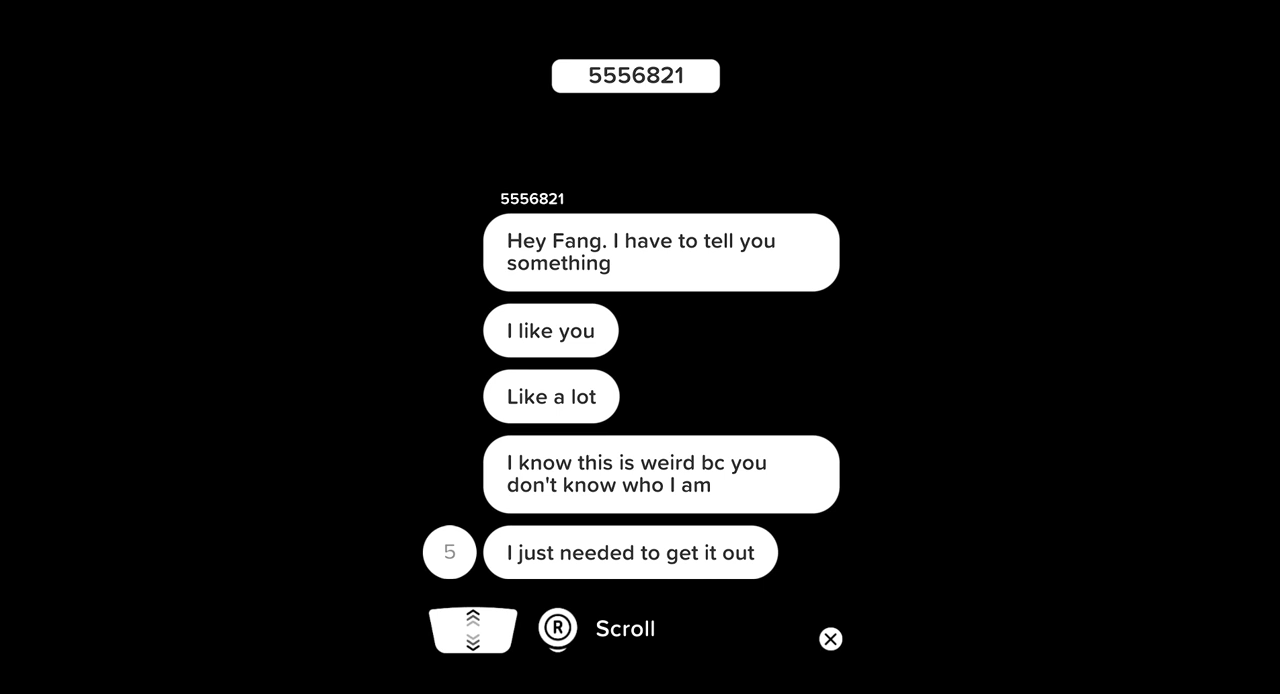 5556821
5556821
Hey Fang. I have to tell you
something
I like you
Like a lot
I know this is weird bc you
don't know who I am
5
I just needed to get it out
R
Scroll